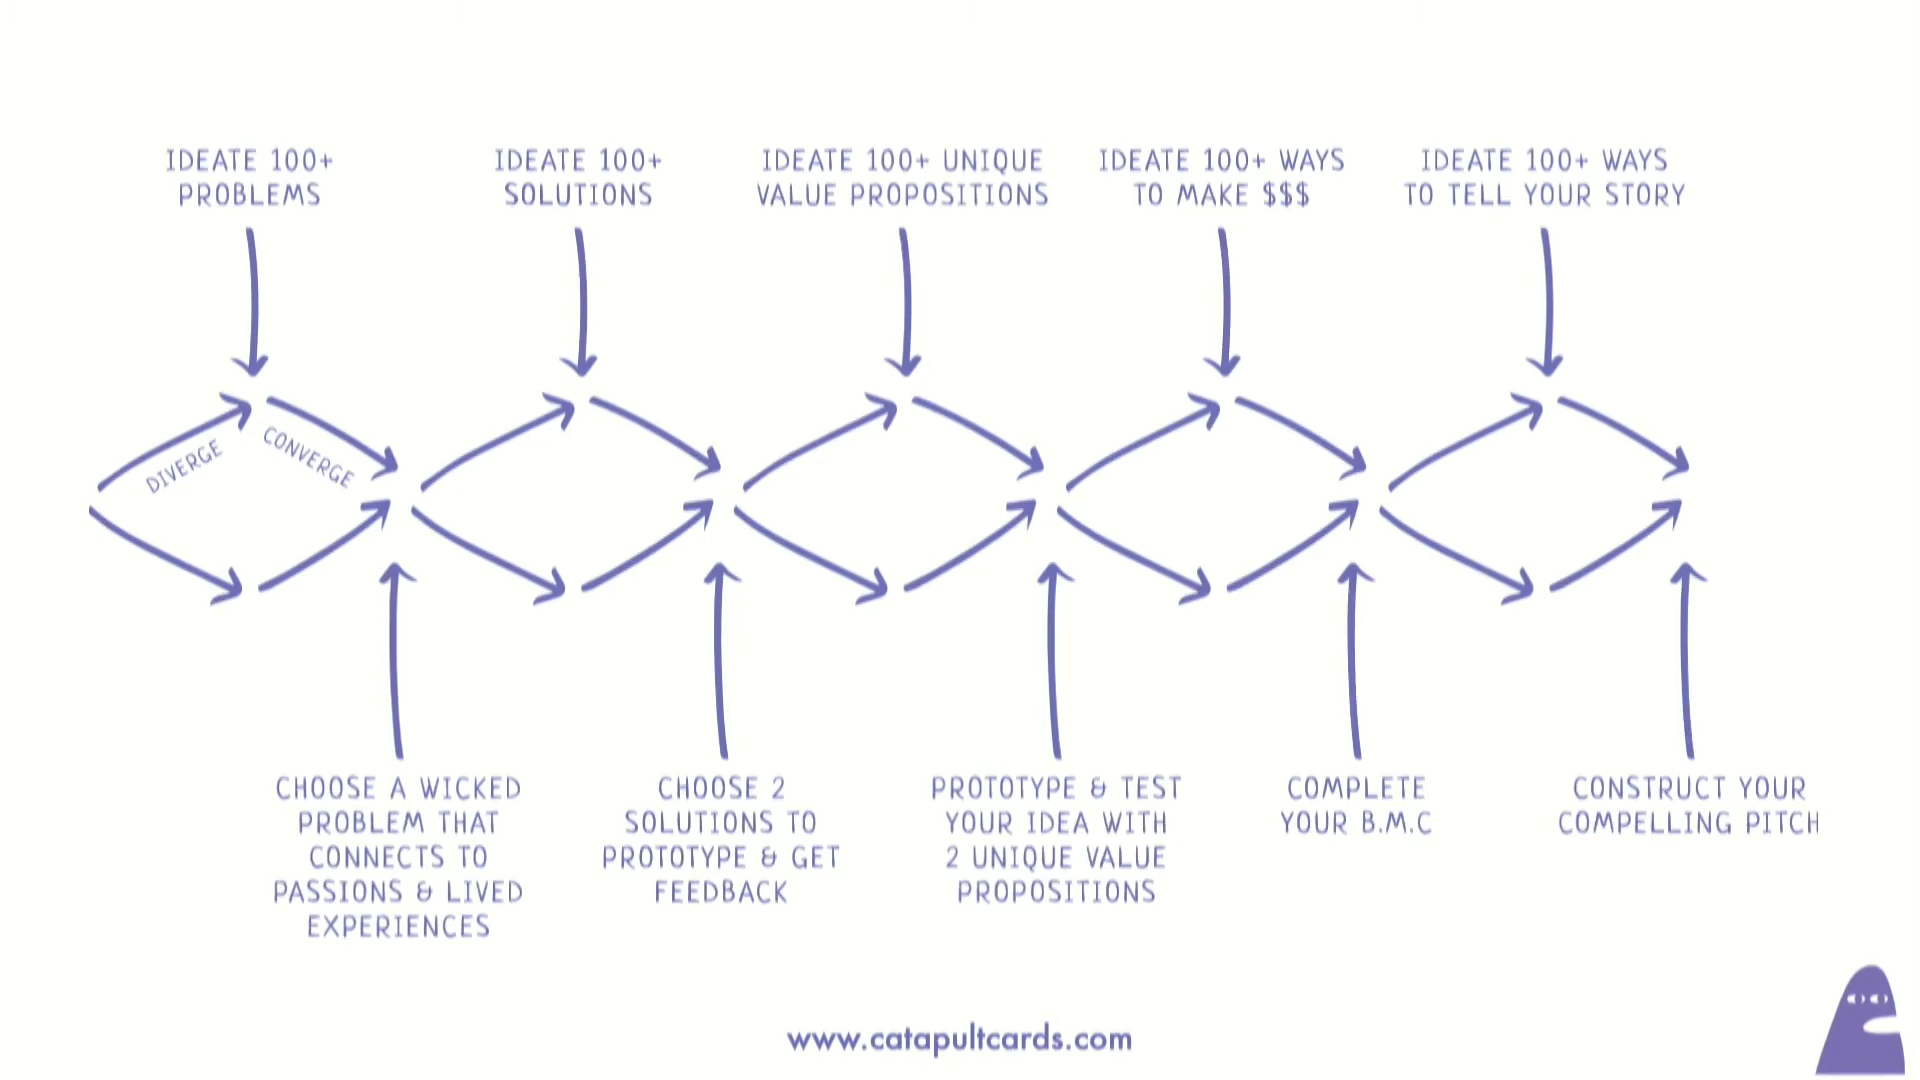 IDEATE 100+
PROBLEMS
IDEATE 100+
SOLUTIONS
IDEATE 100+ UNIQUE
VALUE PROPOSITIONS
IDEATE 100+ WAYS
TO MAKE $$$
IDEATE 100+ WAYS
TO TELL YOUR STORY
DIVERGE
CONVERGE
CHOOSE A WICKED
PROBLEM THAT
CONNECTS TO
PASSIONS & LIVED
EXPERIENCES
CHOOSE 2
SOLUTIONS TO
PROTOTYPE & GET
FEEDBACK
PROTOTYPE & TEST
YOUR IDEA WITH
2 UNIQUE VALUE
PROPOSITIONS
COMPLETE
YOUR B.M.C
CONSTRUCT YOUR
COMPELLING PITCH
www.catapultcards.com